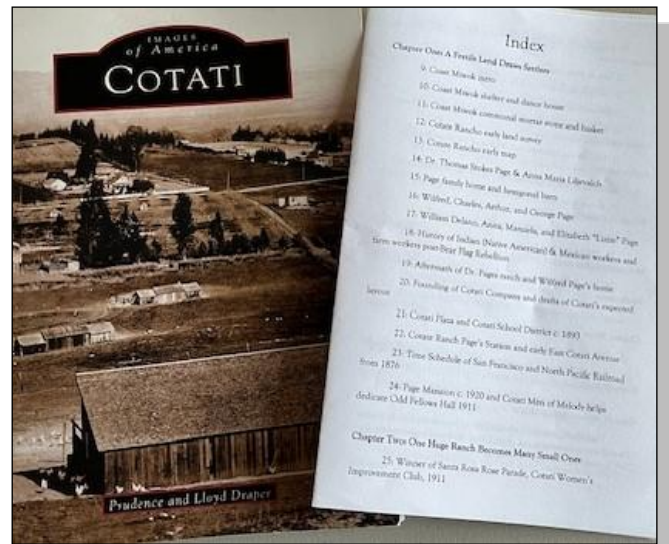 IMAGES
of America
COTATI
Prudence and Lloyd Draper
Index
Chapter One: A Fertile Land Draws Settlers
9: Coast Miwok intro
10: Coast Miwok shelter and dance house
11: Coast Miwok communal mortar stone and basket
12: Cotate Rancho early land survey
13: Cotate Rancho early map
14: Dr. Thomas Stokes Page & Anna Maria Liljevalch
15: Page family home and hexagonal barn
16: Wilfred, Charles, Arthur, and George Page
17: William Delano, Anna, Manuela, and Elizabeth "Lizzie" Page
18: History of Indian (Native American) & Mexican workers and
farm workers post-Bear Flag Rebellion
19: Aftermath of Dr. Pages ranch and Wilford Page's home
20: Founding of Cotati Company and drafts of Cotati's expected
layout
21: Cotati Plaza and Cotati School District c. 1893
22: Cotate Ranch Page's Station and early East Cotati Avenue
23: Time Schedule of San Francisco and North Pacific Railroad
from 1876
24: Page Mansion c. 1920 and Cotati Men of Melody helps
dedicate Odd Fellows Hall 1911
Chapter Two: One Huge Ranch Becomes Many Small Ones
25: Winner of Santa Rosa Rose Parade, Cotati Women's
Improvement Club, 1911